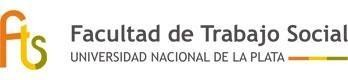 fts Facultad de Trabajo Social
UNIVERSIDAD NACIONAL DE LA PLATA